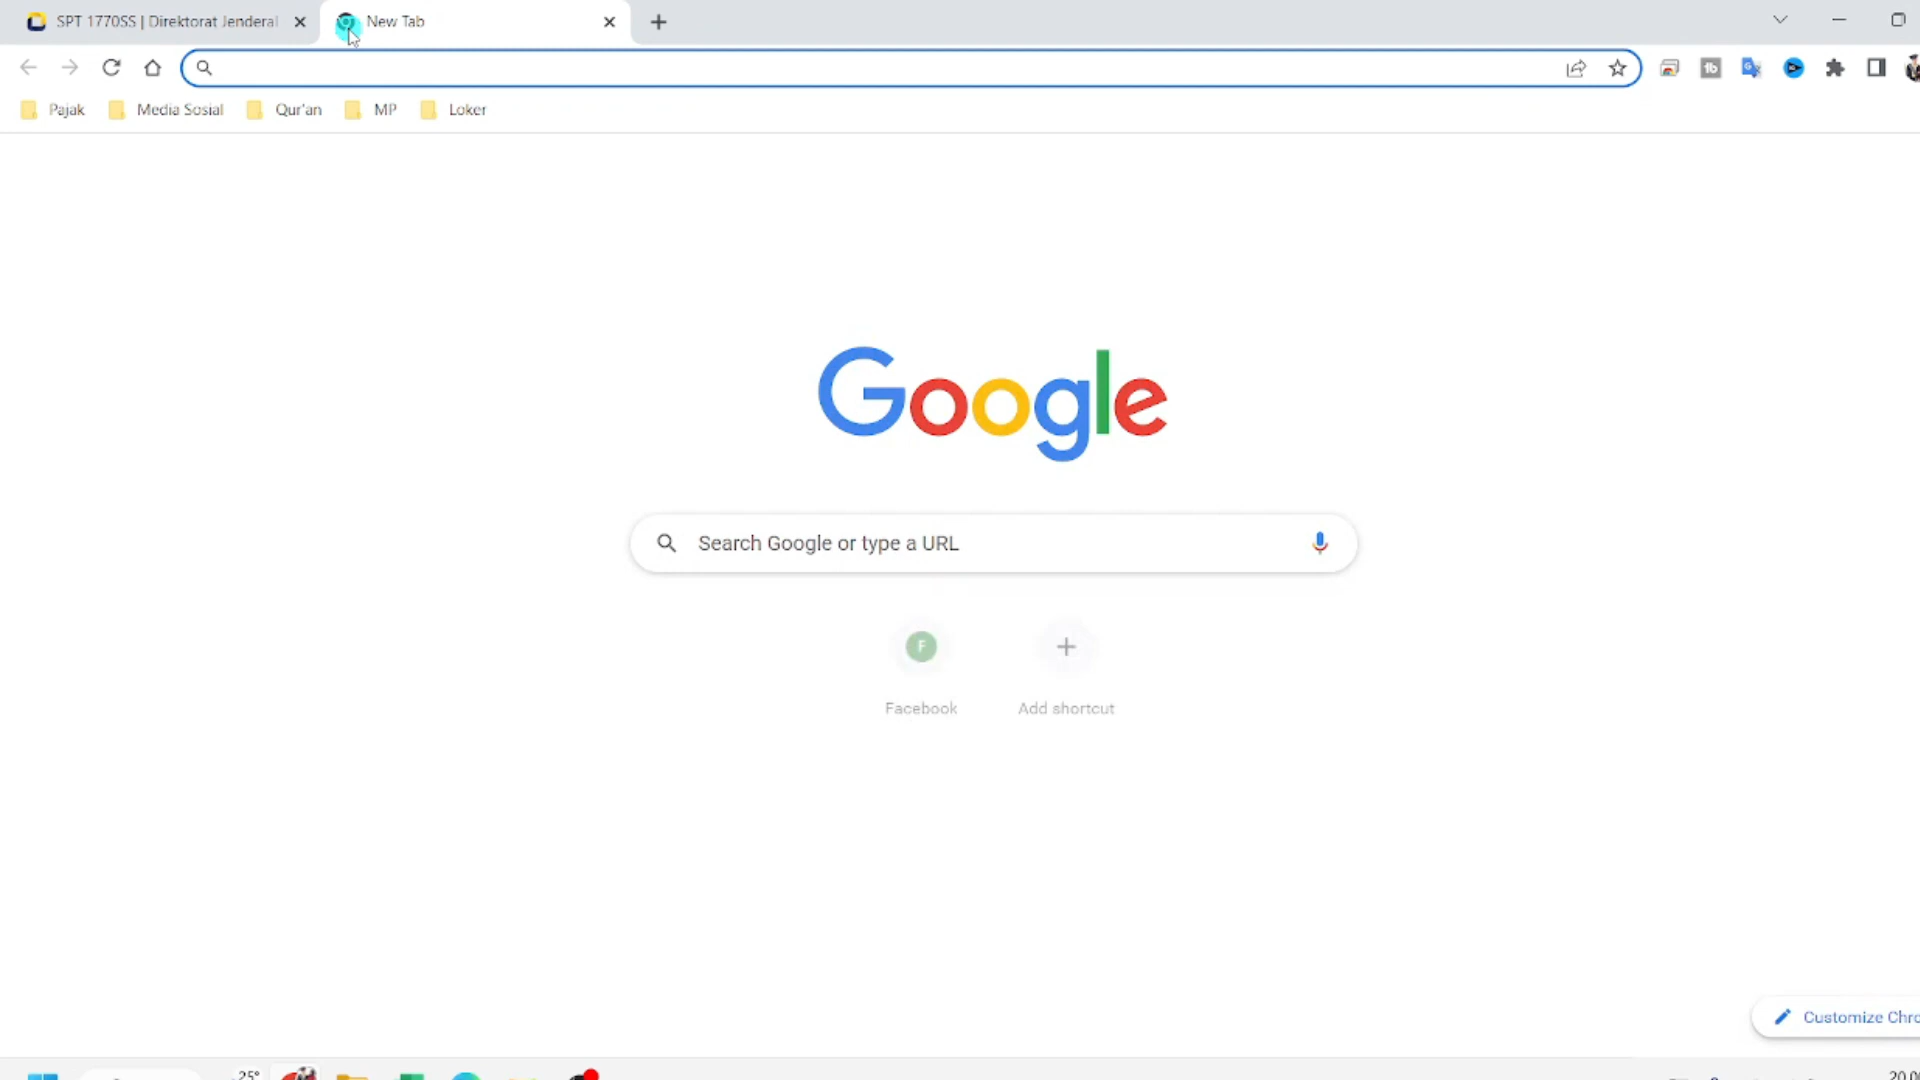 SPT 1770SS | Direktorat Jenderal
New Tab
Pajak
Media Sosial
Qur'an
MP
Loker
Google
Search Google or type a URL
F
Facebook
Add shortcut
Customize Chro
25°